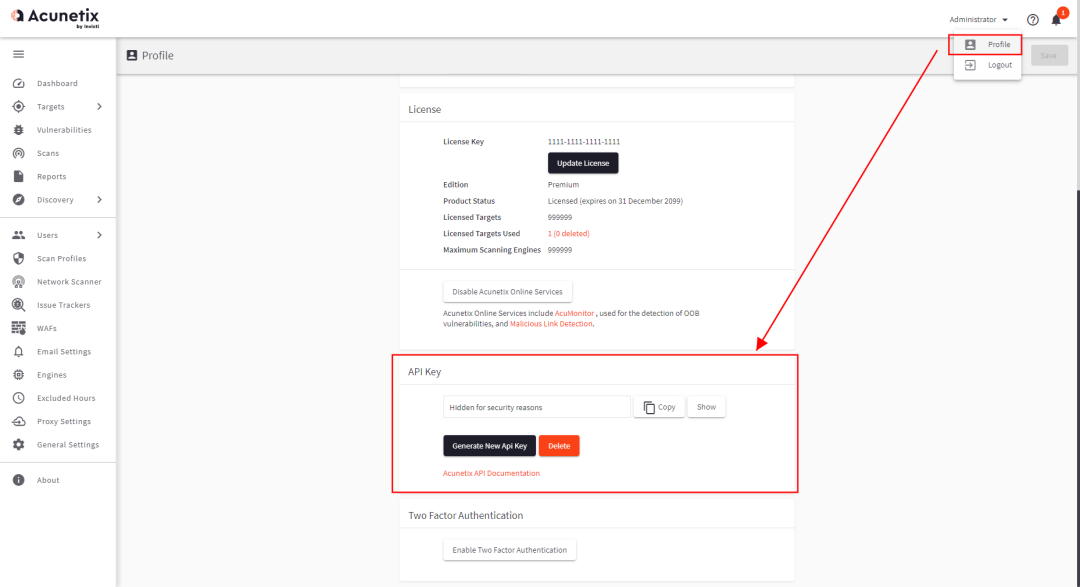 Acunetix
by Invicti
Administrator
1
Profile
Logout
Profile
Save
Dashboard
Targets
Vulnerabilities
Scans
Reports
Discovery
Users
Scan Profiles
Network Scanner
Issue Trackers
WAFs
Email Settings
Engines
Excluded Hours
Proxy Settings
General Settings
About
License
License Key 1111-1111-1111-1111
Update License
Edition Premium
Product Status Licensed (expires on 31 December 2099)
Licensed Targets 999999
Licensed Targets Used 1 (0 deleted)
Maximum Scanning Engines 999999
Disable Acunetix Online Services
Acunetix Online Services include AcuMonitor , used for the detection of OOB
vulnerabilities, and Malicious Link Detection.
API Key
Hidden for security reasons Copy Show
Generate New Api Key Delete
Acunetix API Documentation
Two Factor Authentication
Enable Two Factor Authentication